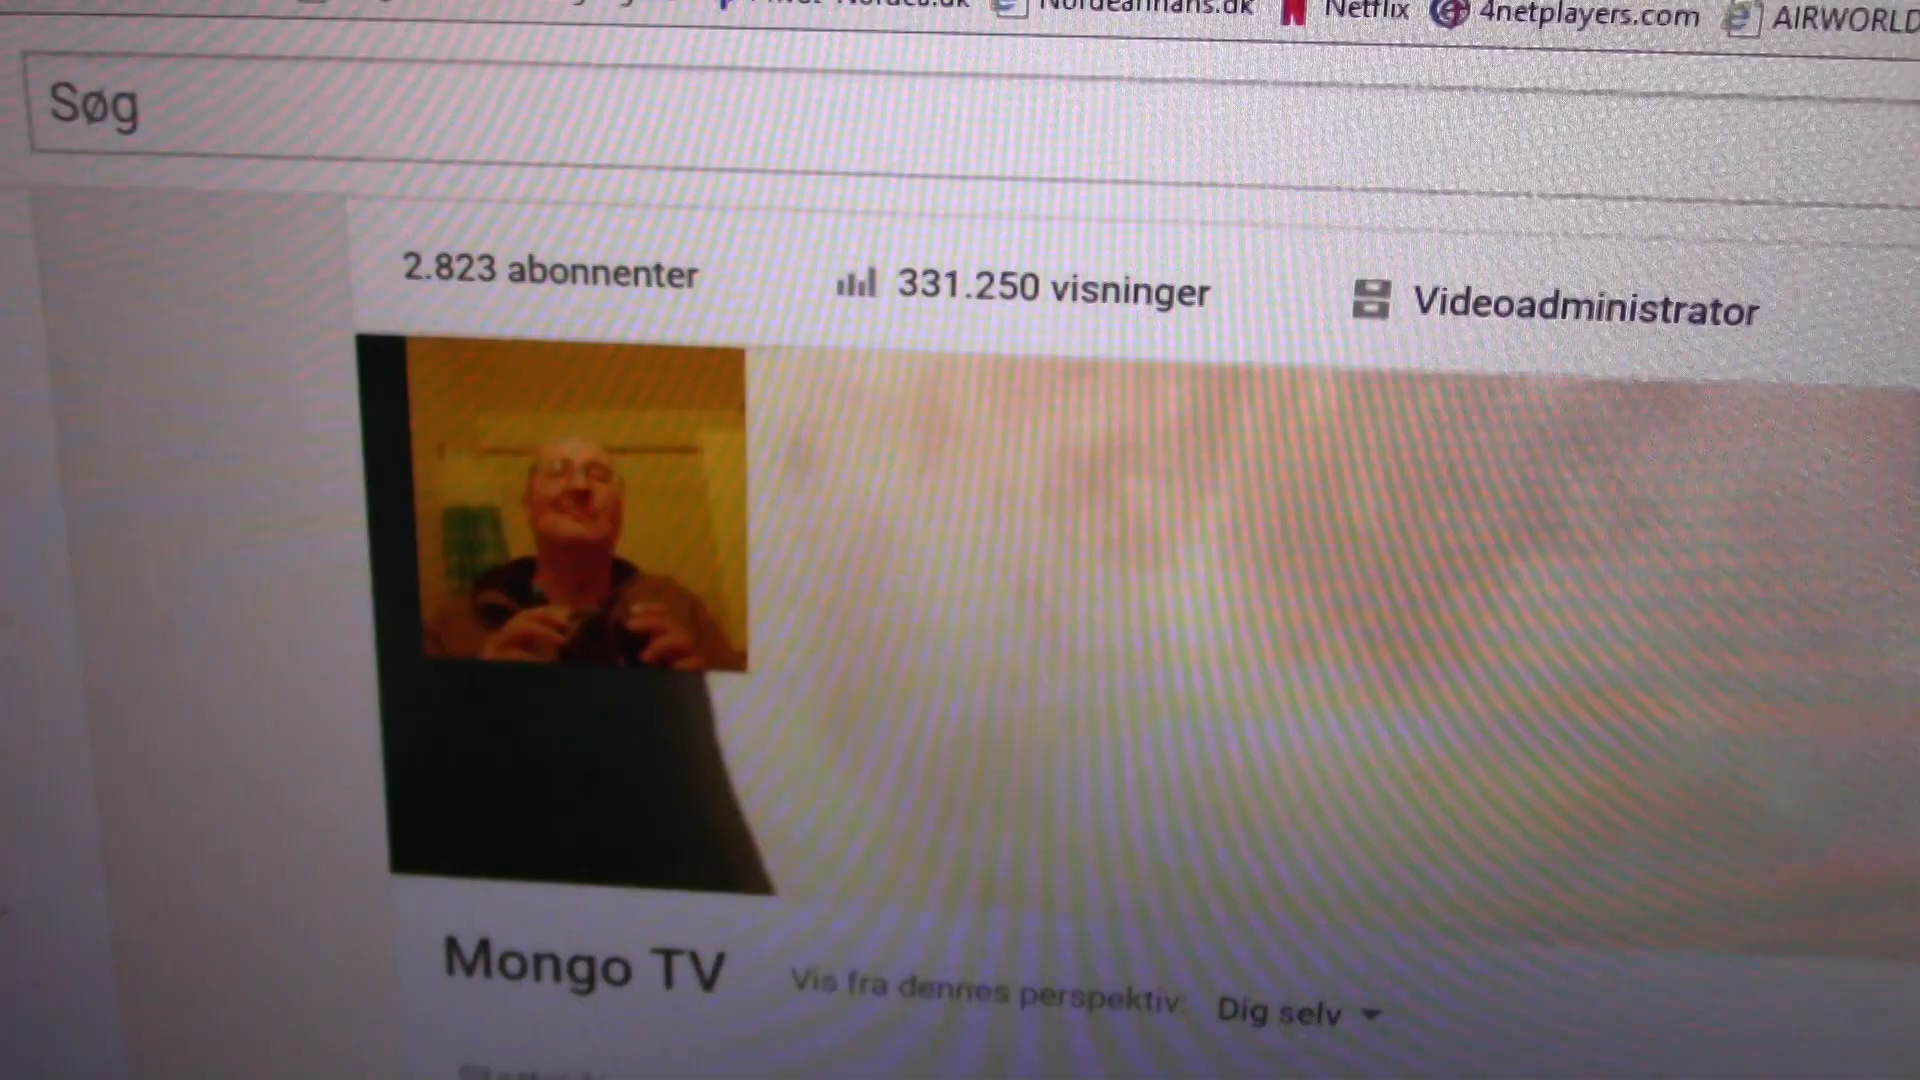 Netflix 4netplayers.com AIRWORLD
Søg
2.823 abonnenter 331.250 visninger Videoadministrator
Mongo TV Vis fra dennes perspektiv: Dig selv